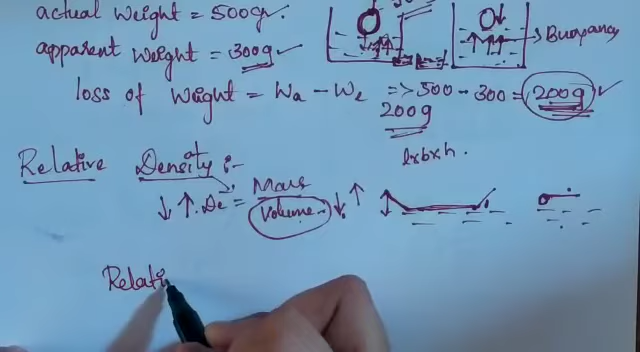 actual weight = 500gr.
apparent weight = 300g
→ Buoyancy
loss of weight = Wa - We => 500 - 300 = 200g
200g
lxbxh.
Relative Density :-
↓ ↑. De = Mass
Volume ↓ ↑
Relati